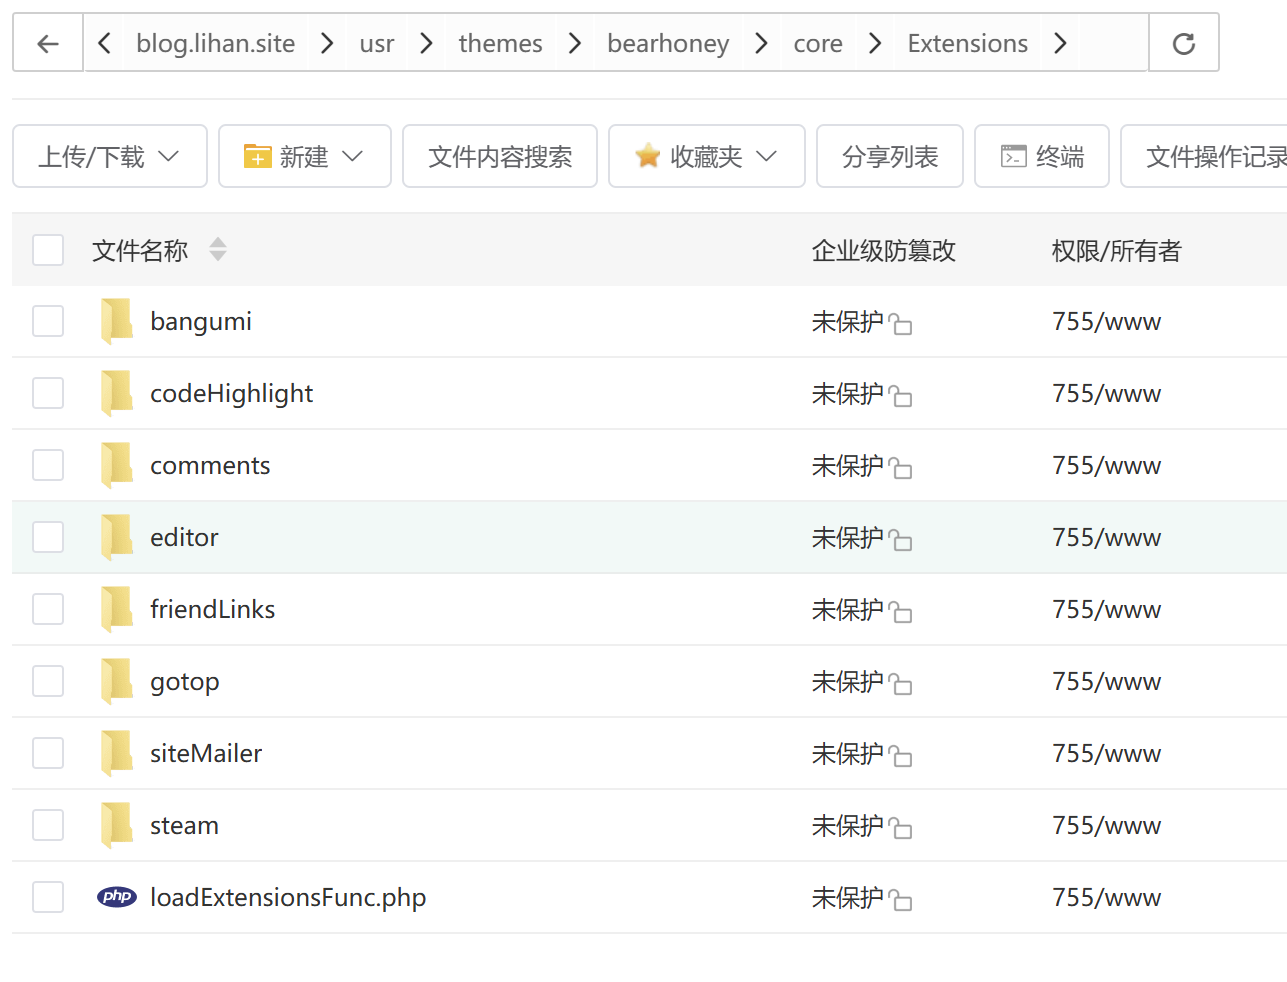 blog.lihan.site usr themes bearhoney core Extensions
上传/下载 新建 文件内容搜索 收藏夹 分享列表 终端 文件操作记录
文件名称 企业级防篡改 权限/所有者
bangumi 未保护 755/www
codeHighlight 未保护 755/www
comments 未保护 755/www
editor 未保护 755/www
friendLinks 未保护 755/www
gotop 未保护 755/www
siteMailer 未保护 755/www
steam 未保护 755/www
php loadExtensionsFunc.php 未保护 755/www